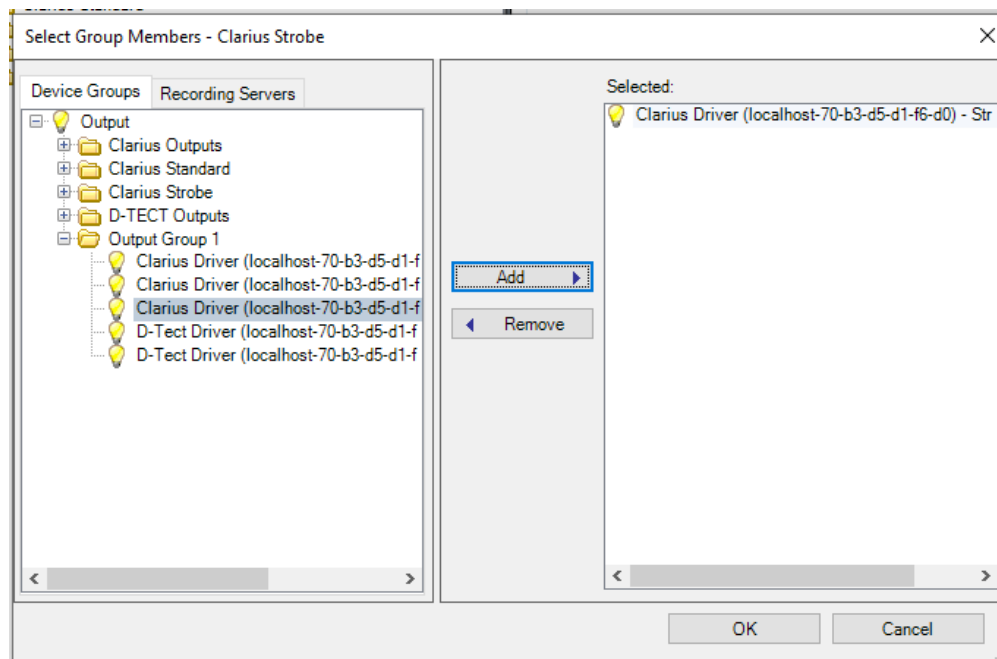 Select Group Members - Clarius Strobe
Device Groups
Recording Servers
Output
Clarius Outputs
Clarius Standard
Clarius Strobe
D-TECT Outputs
Output Group 1
Clarius Driver (localhost-70-b3-d5-d1-f
Clarius Driver (localhost-70-b3-d5-d1-f
Clarius Driver (localhost-70-b3-d5-d1-f
D-Tect Driver (localhost-70-b3-d5-d1-f
D-Tect Driver (localhost-70-b3-d5-d1-f
Add
Remove
Selected:
Clarius Driver (localhost-70-b3-d5-d1-f6-d0) - Str
OK
Cancel